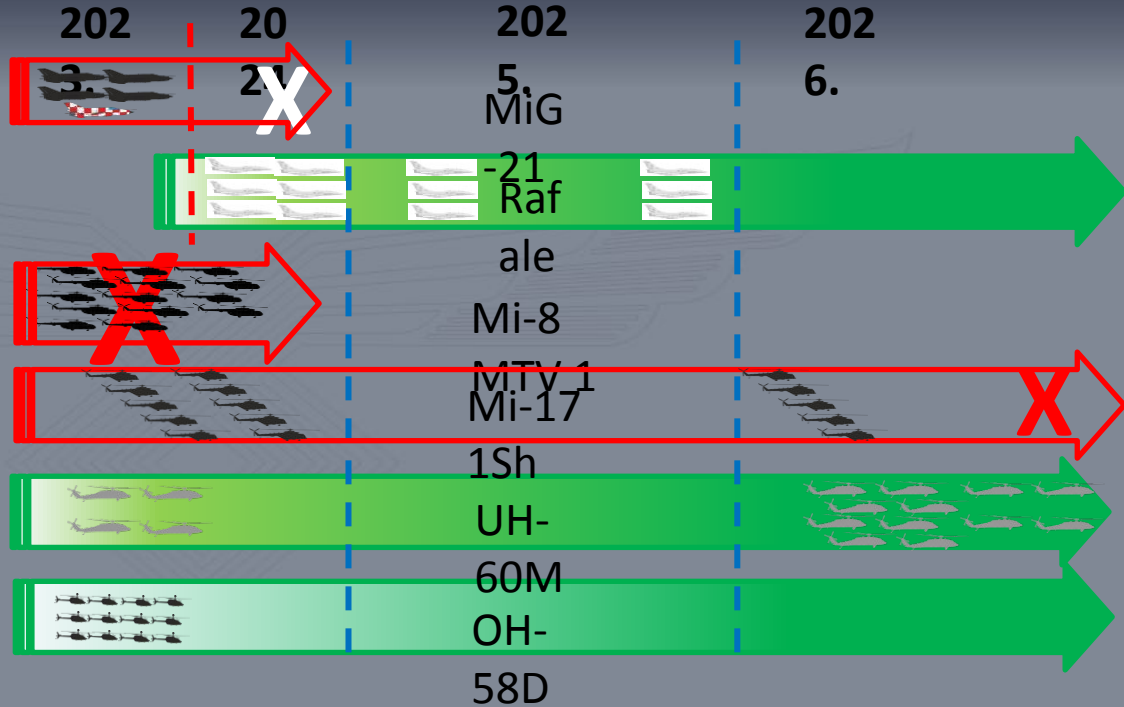 202
3.
20
24
202
5.
202
6.
X
MiG
-21
Raf
ale
X
Mi-8
MTV 1
Mi-17
1Sh
X
UH-
60M
OH-
58D